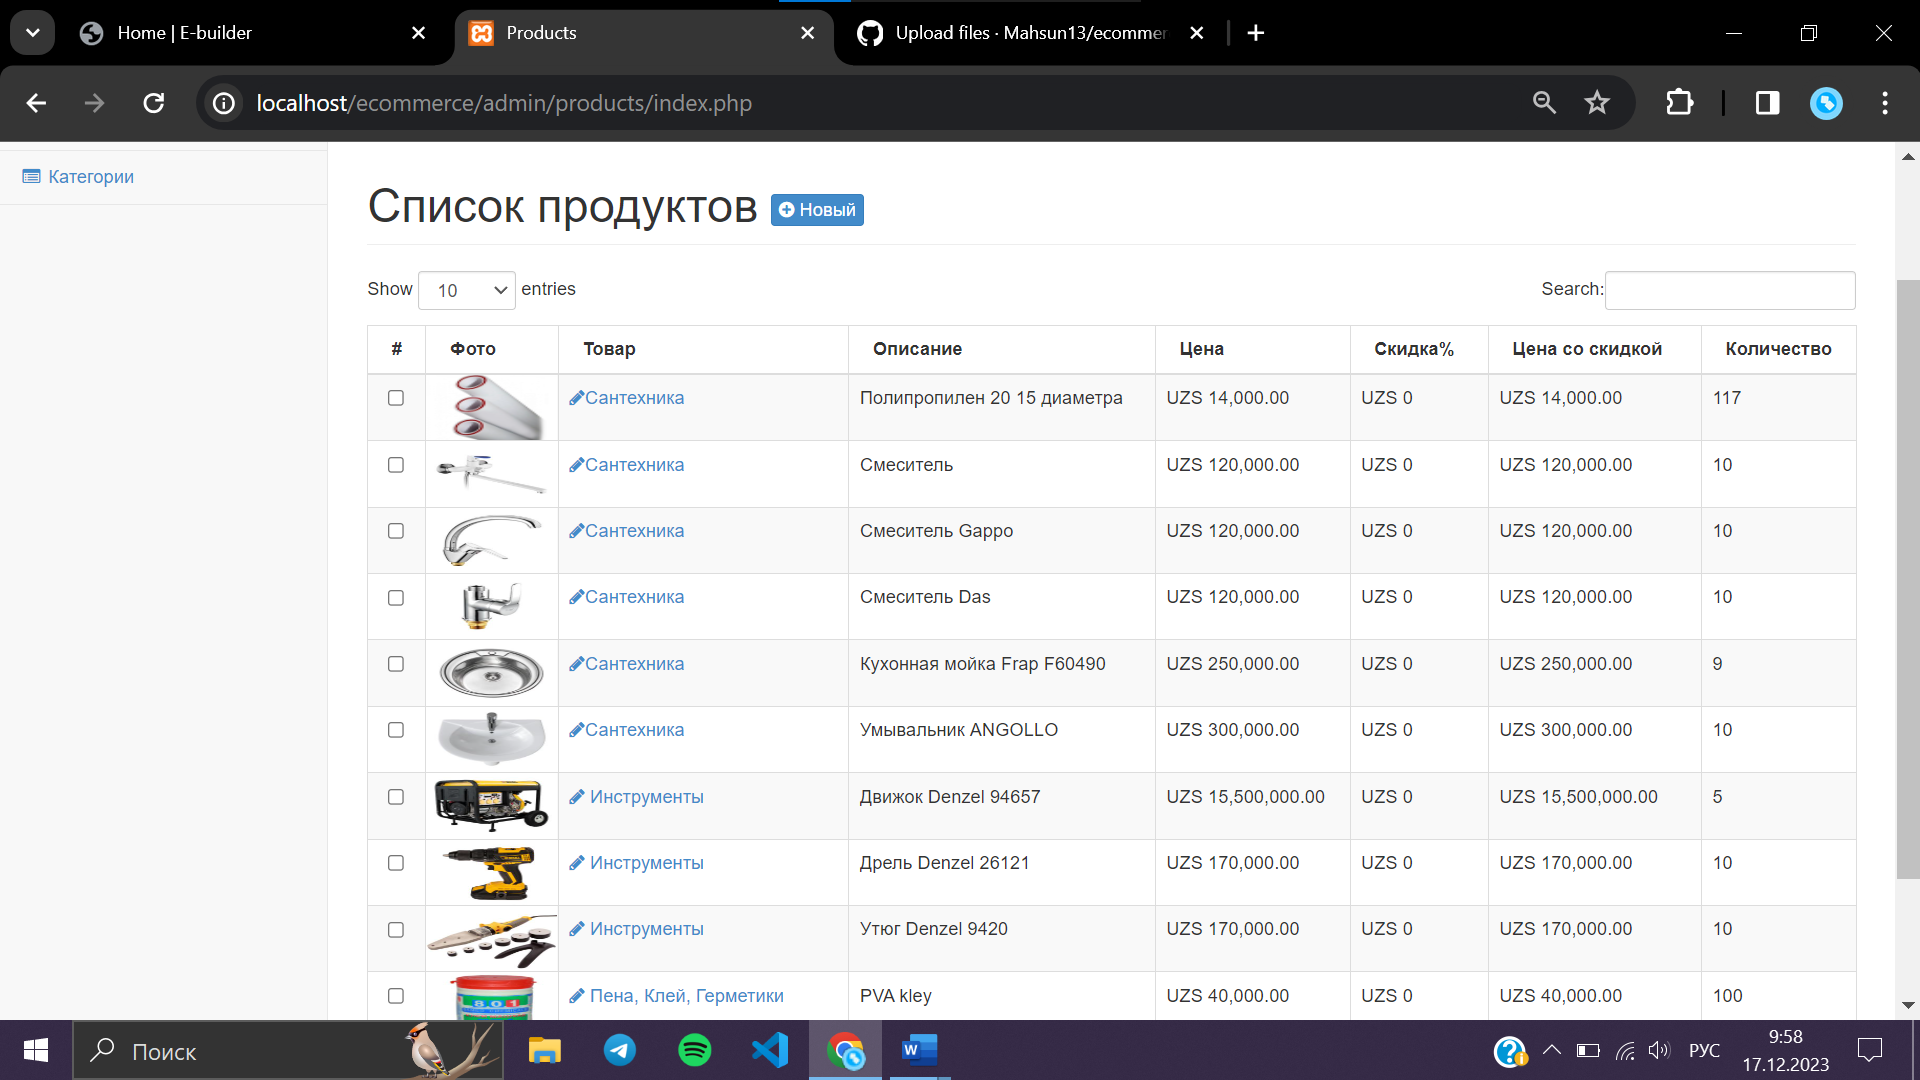 Home | E-builder
Products
Upload files · Mahsun13/ecommer
localhost/ecommerce/admin/products/index.php
Категории
Список продуктов Новый
Show 10 entries
Search:
# Фото Товар Описание Цена Скидка% Цена со скидкой Количество
Сантехника Полипропилен 20 15 диаметра UZS 14,000.00 UZS 0 UZS 14,000.00 117
Сантехника Смеситель UZS 120,000.00 UZS 0 UZS 120,000.00 10
Сантехника Смеситель Gappo UZS 120,000.00 UZS 0 UZS 120,000.00 10
Сантехника Смеситель Das UZS 120,000.00 UZS 0 UZS 120,000.00 10
Сантехника Кухонная мойка Frap F60490 UZS 250,000.00 UZS 0 UZS 250,000.00 9
Сантехника Умывальник ANGOLLO UZS 300,000.00 UZS 0 UZS 300,000.00 10
Инструменты Движок Denzel 94657 UZS 15,500,000.00 UZS 0 UZS 15,500,000.00 5
Инструменты Дрель Denzel 26121 UZS 170,000.00 UZS 0 UZS 170,000.00 10
Инструменты Утюг Denzel 9420 UZS 170,000.00 UZS 0 UZS 170,000.00 10
8.0.1
Пена, Клей, Герметики PVA kley UZS 40,000.00 UZS 0 UZS 40,000.00 100
Поиск
РУС
9:58
17.12.2023